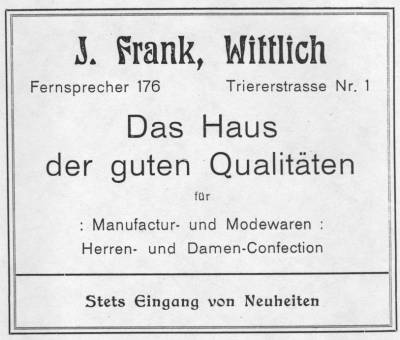 J. Frank, Wittlich
Fernsprecher 176 Triererstrasse Nr. 1
Das Haus
der guten Qualitäten
für
: Manufactur- und Modewaren :
Herren- und Damen-Confection
Stets Eingang von Neuheiten